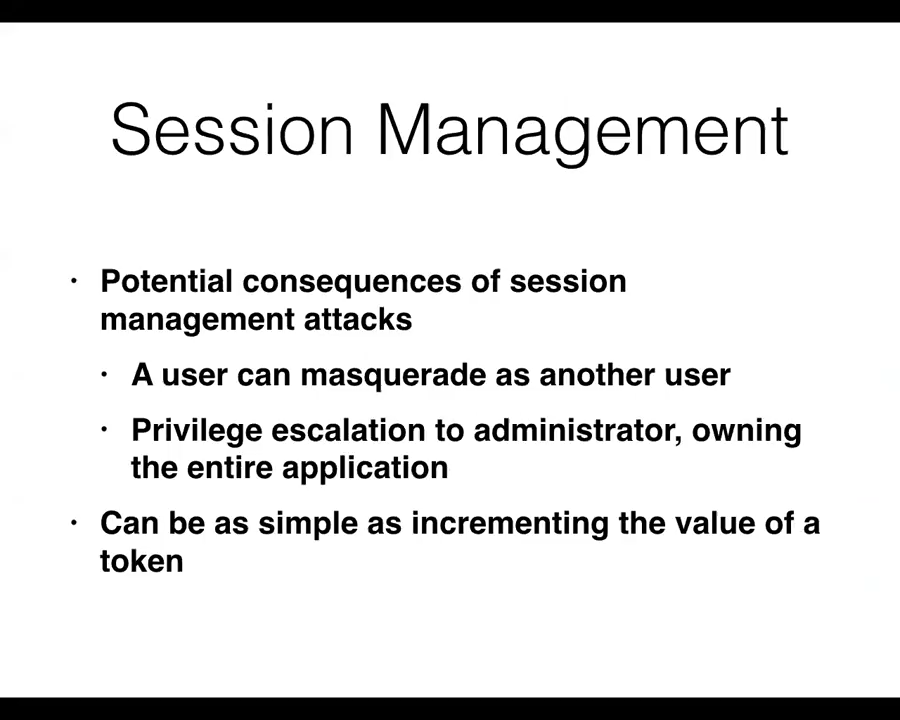 Session Management
• Potential consequences of session
management attacks
• A user can masquerade as another user
• Privilege escalation to administrator, owning
the entire application
• Can be as simple as incrementing the value of a
token